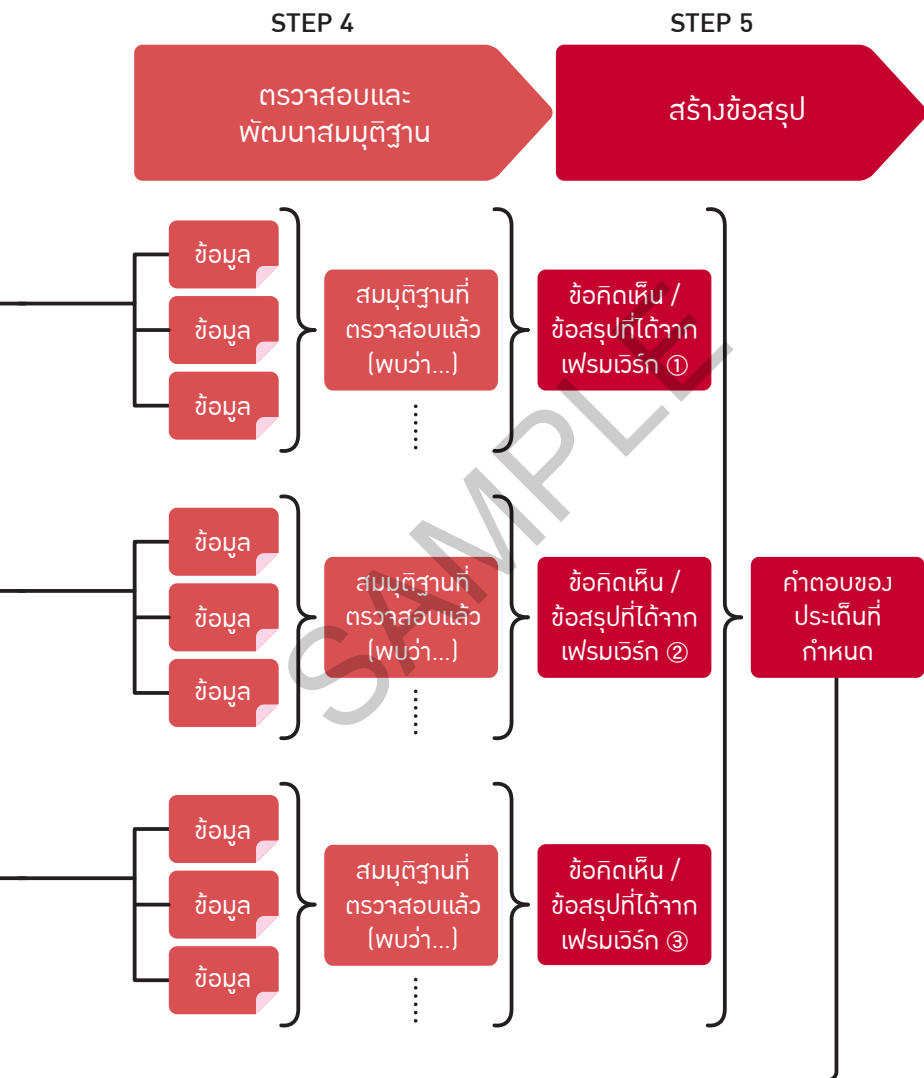 STEP 4
STEP 5
ตรวจสอบและ
พัฒนาสมมุติฐาน
สร้างข้อสรุป
ข้อมูล
ข้อมูล
ข้อมูล
สมมุติฐานที่
ตรวจสอบแล้ว
(พบว่า...)
ข้อคิดเห็น /
ข้อสรุปที่ได้จาก
เฟรมเวิร์ก ①
ข้อมูล
ข้อมูล
ข้อมูล
สมมุติฐานที่
ตรวจสอบแล้ว
(พบว่า...)
ข้อคิดเห็น /
ข้อสรุปที่ได้จาก
เฟรมเวิร์ก ②
คำตอบของ
ประเด็นที่
กำหนด
ข้อมูล
ข้อมูล
ข้อมูล
สมมุติฐานที่
ตรวจสอบแล้ว
(พบว่า...)
ข้อคิดเห็น /
ข้อสรุปที่ได้จาก
เฟรมเวิร์ก ③
SAMPLE